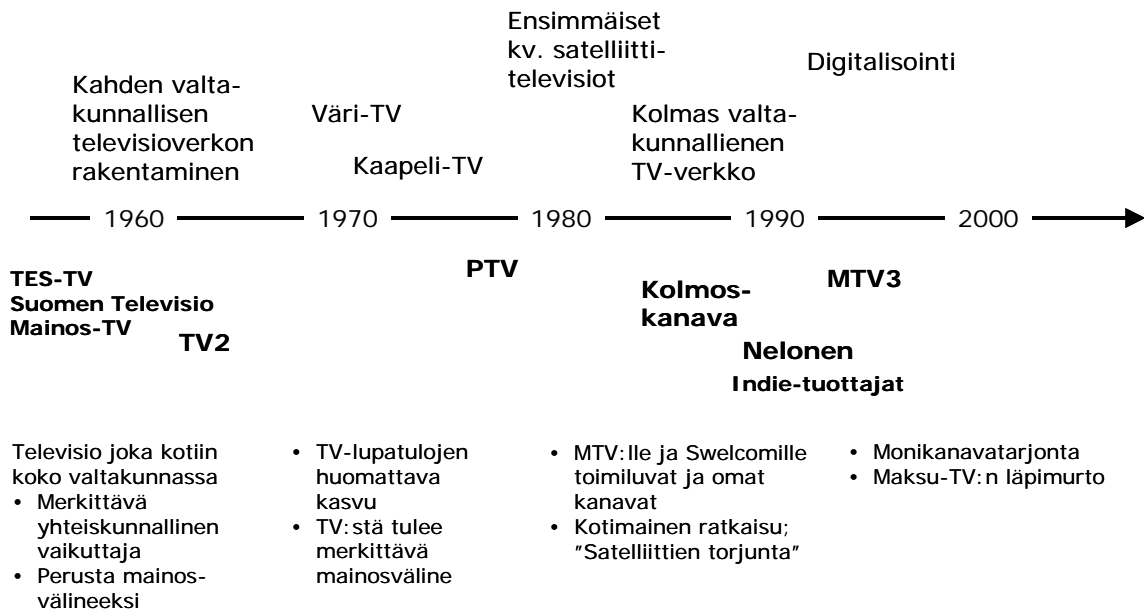 Ensimmäiset
kv. satelliitti-
televisiot
Digitalisointi
Kahden valta-
kunnallisen
televisioverkon
rakentaminen
Väri-TV
Kaapeli-TV
Kolmas valta-
kunnallienen
TV-verkko
1960 1970 1980 1990 2000
TES-TV
Suomen Televisio
Mainos-TV
TV2
PTV
Kolmos-
kanava
MTV3
Nelonen
Indie-tuottajat
Televisio joka kotiin
koko valtakunnassa
• Merkittävä
yhteiskunnallinen
vaikuttaja
• Perusta mainos-
välineeksi
• TV-lupatulojen
huomattava
kasvu
• TV:stä tulee
merkittävä
mainosväline
• MTV:lle ja Swelcomille
toimiluvat ja omat
kanavat
• Kotimainen ratkaisu;
"Satelliittien torjunta"
• Monikanavatarjonta
• Maksu-TV:n läpimurto